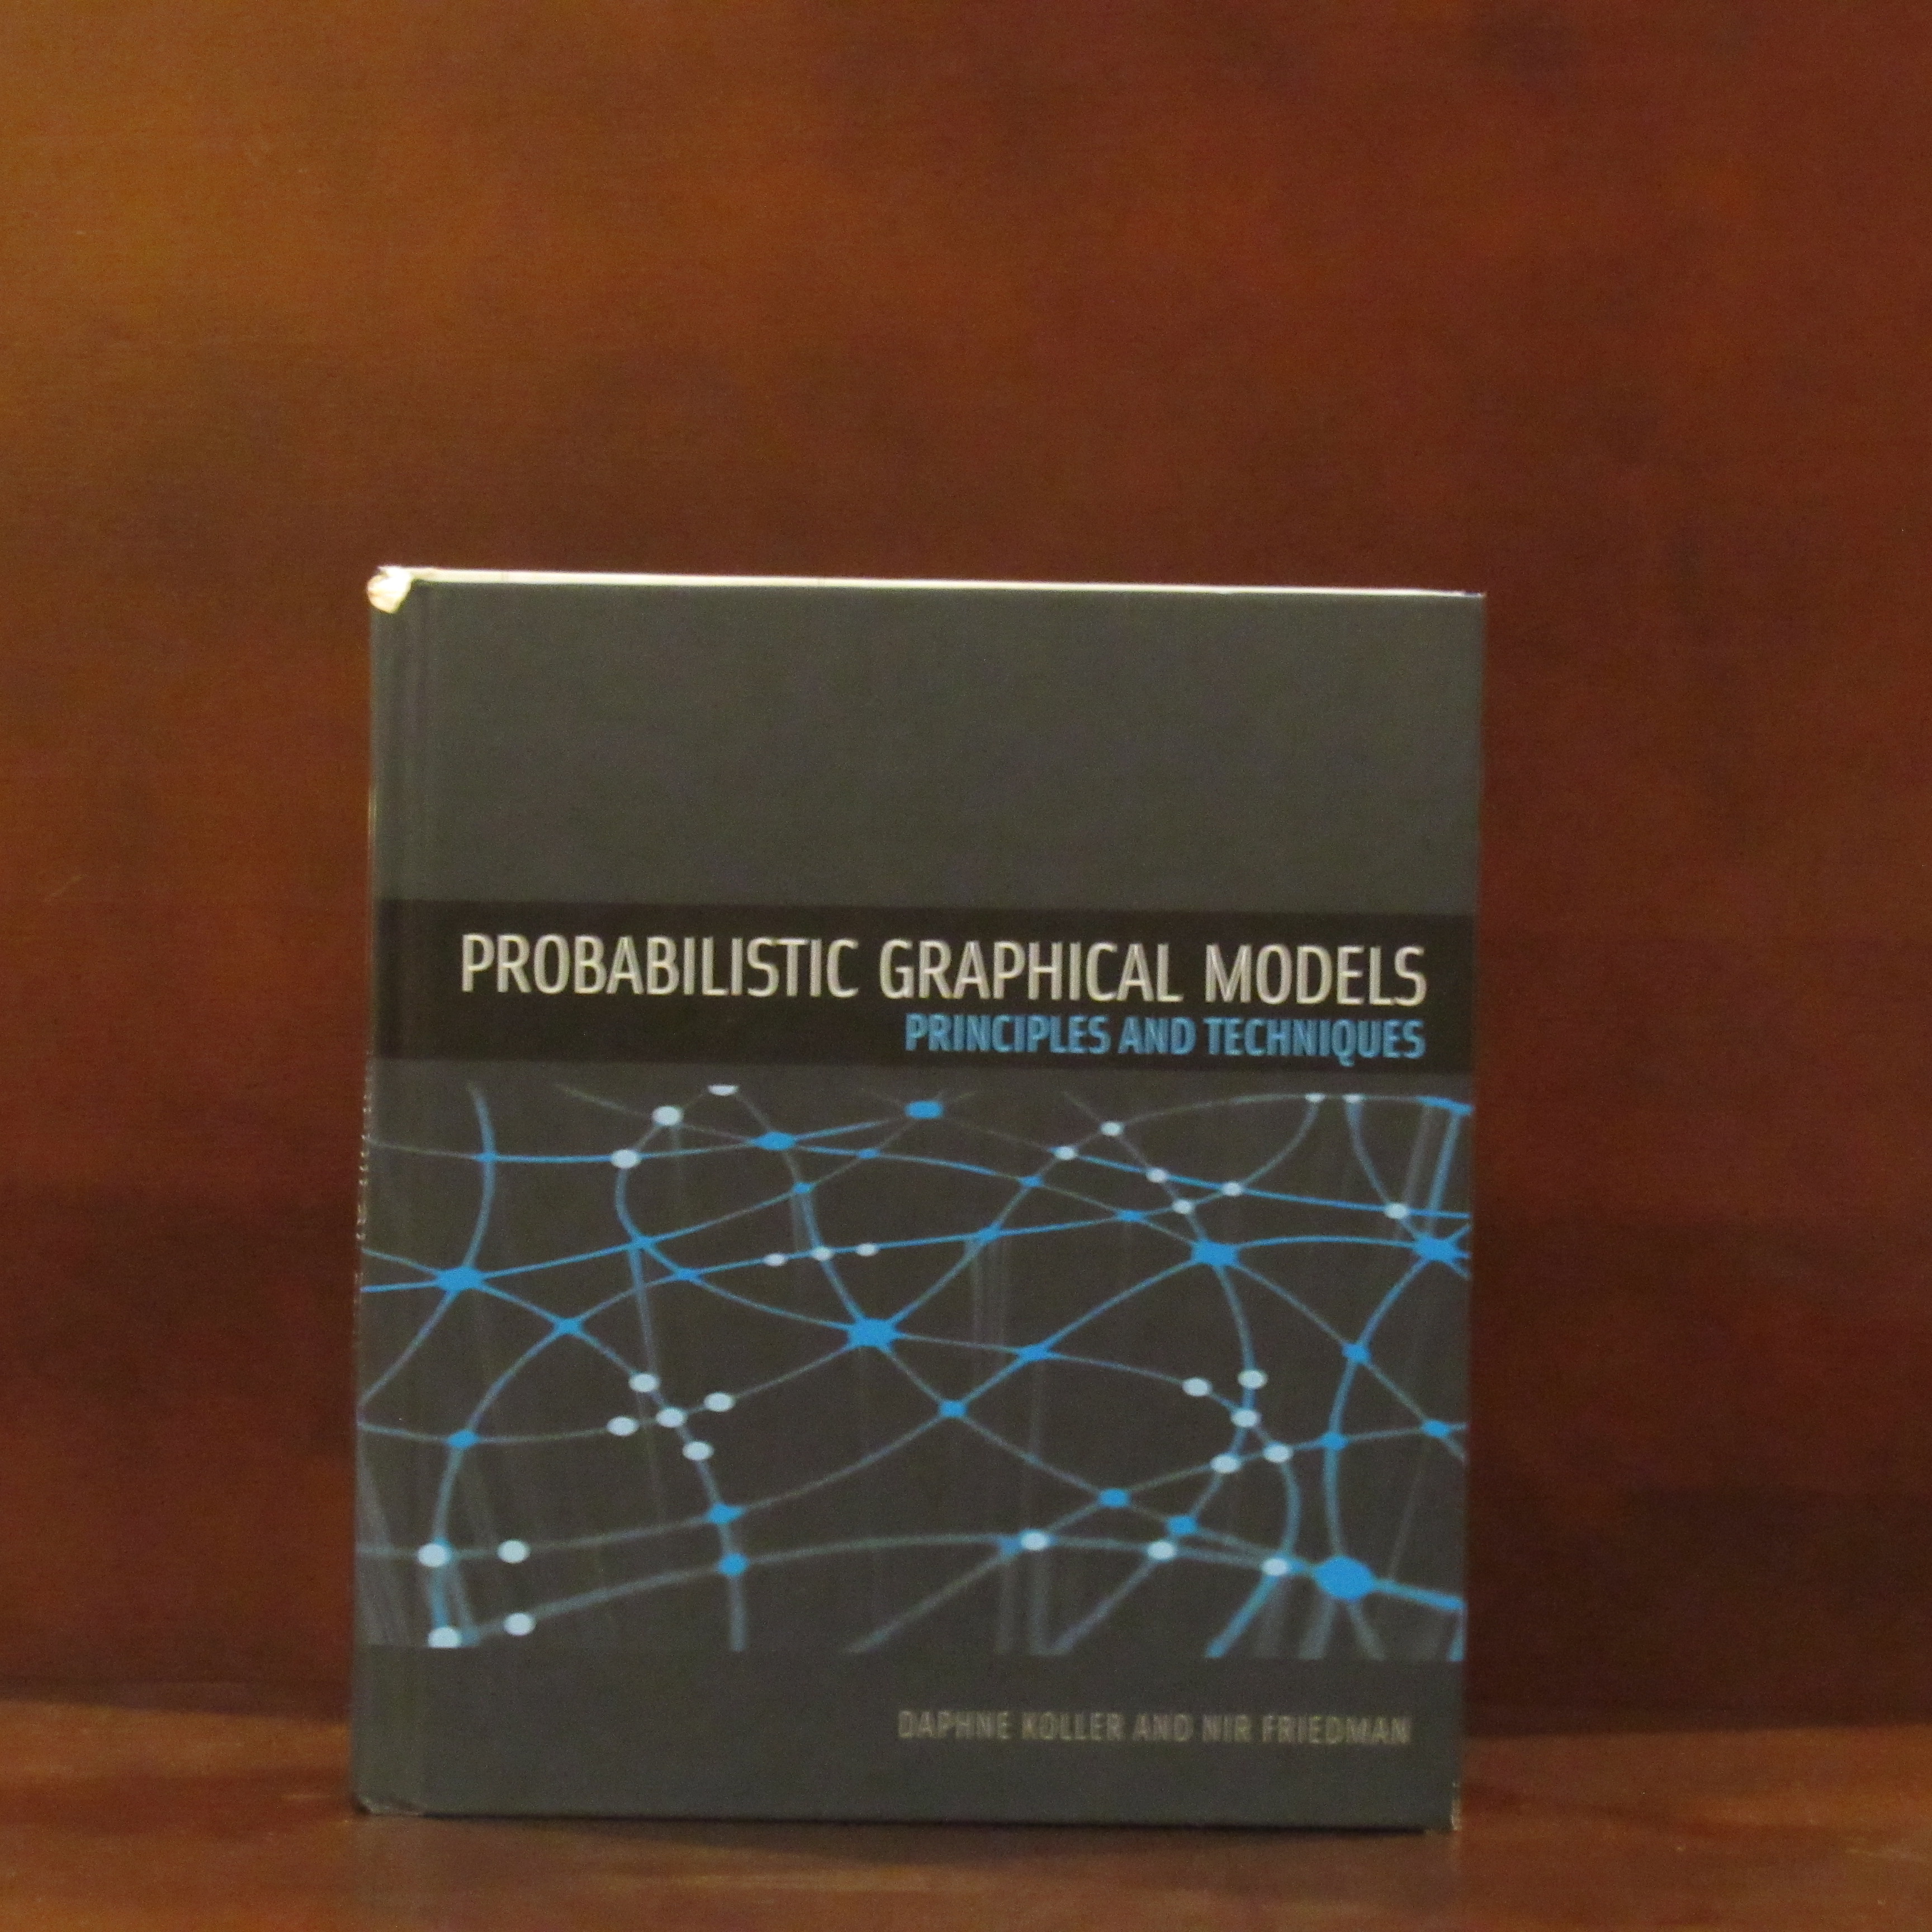 PROBABILISTIC GRAPHICAL MODELS
PRINCIPLES AND TECHNIQUES
DAPHNE KOLLER AND NIR FRIEDMAN